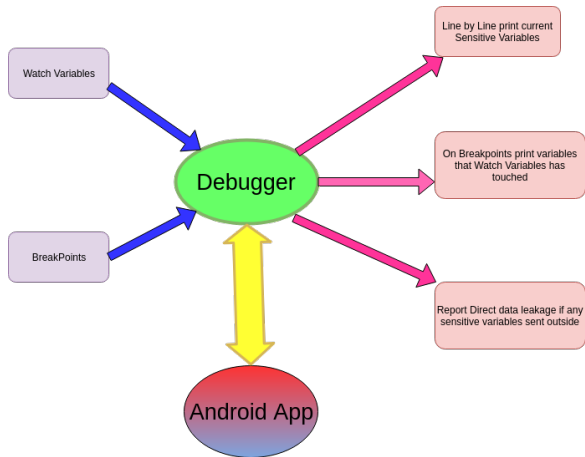 Line by Line print current
Sensitive Variables
Watch Variables
On Breakpoints print variables
that Watch Variables has
touched
Debugger
BreakPoints
Report Direct data leakage if any
sensitive variables sent outside
Android App